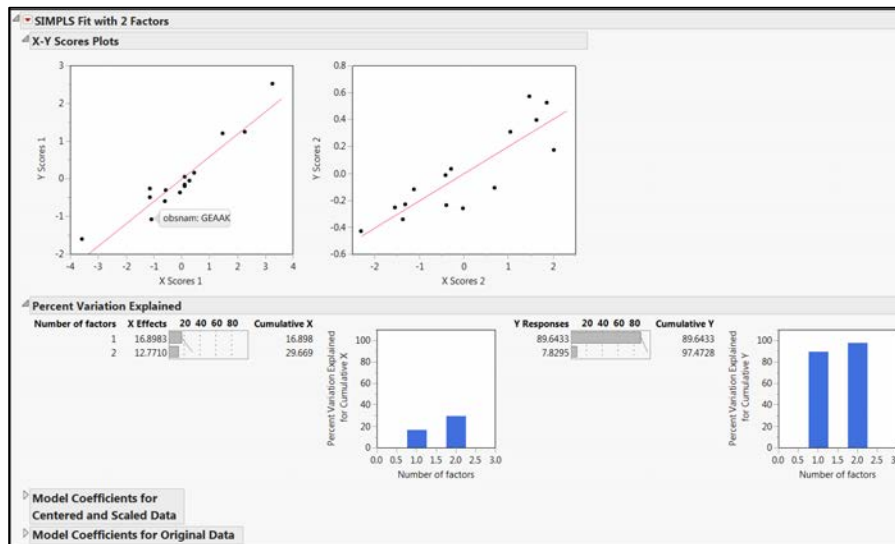 SIMPLS Fit with 2 Factors
X-Y Scores Plots
3
2
1
0
-1
-2
Y Scores 1
obsnam: GEAAK
-4 -3 -2 -1 0 1 2 3 4
X Scores 1
0.8
0.6
0.4
0.2
0.0
-0.2
-0.4
-0.6
Y Scores 2
-2 -1 0 1 2
X Scores 2
Percent Variation Explained
Number of factors X Effects 20 40 60 80 Cumulative X
1 16.8983 16.898
2 12.7710 29.669
Percent Variation Explained
for Cumulative X
100
80
60
40
20
0
0.0 0.5 1.0 1.5 2.0 2.5 3.0
Number of factors
Y Responses 20 40 60 80 Cumulative Y
89.6433 89.6433
7.8295 97.4728
Percent Variation Explained
for Cumulative Y
100
80
60
40
20
0
0.0 0.5 1.0 1.5 2.0 2.5
Number of factors
Model Coefficients for
Centered and Scaled Data
Model Coefficients for Original Data